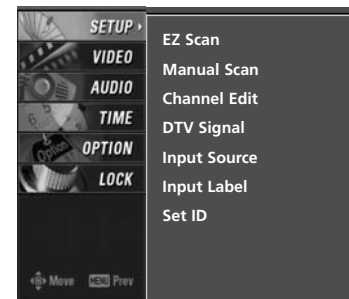 SETUP
VIDEO
AUDIO
TIME
OPTION
LOCK
Move MENU Prev
EZ Scan
Manual Scan
Channel Edit
DTV Signal
Input Source
Input Label
Set ID